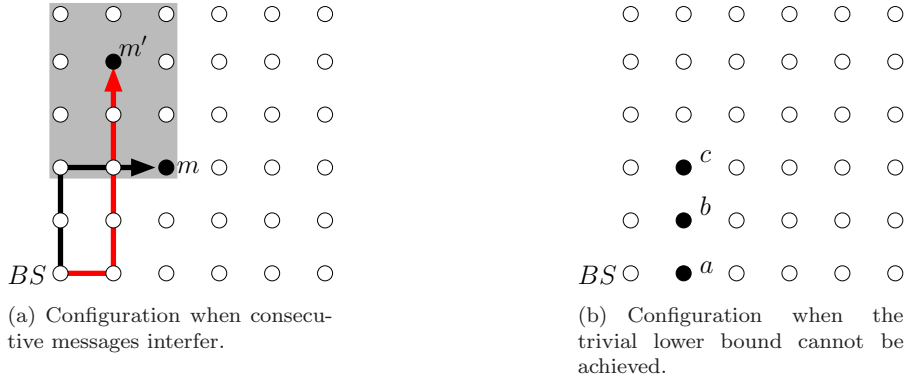 m′
m
BS
(a) Configuration when consecu-
tive messages interfer.
c
b
a
BS
(b) Configuration when the
trivial lower bound cannot be
achieved.